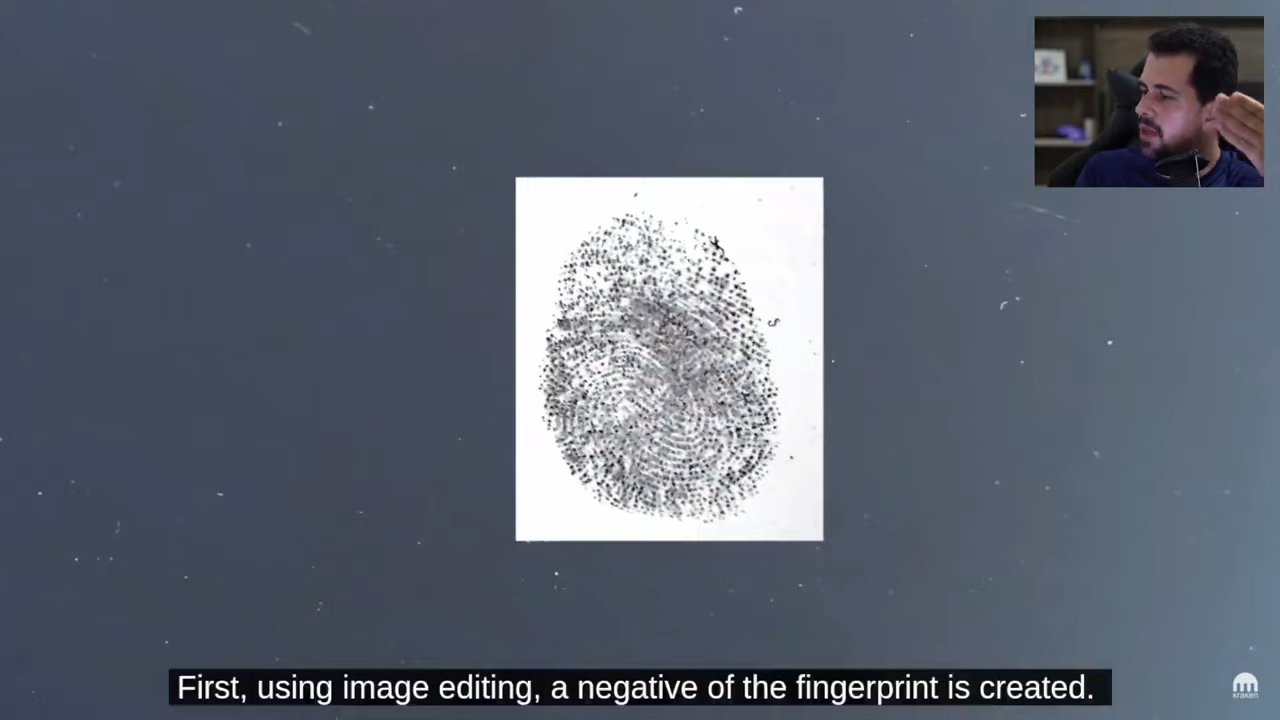 First, using image editing, a negative of the fingerprint is created.
kraken